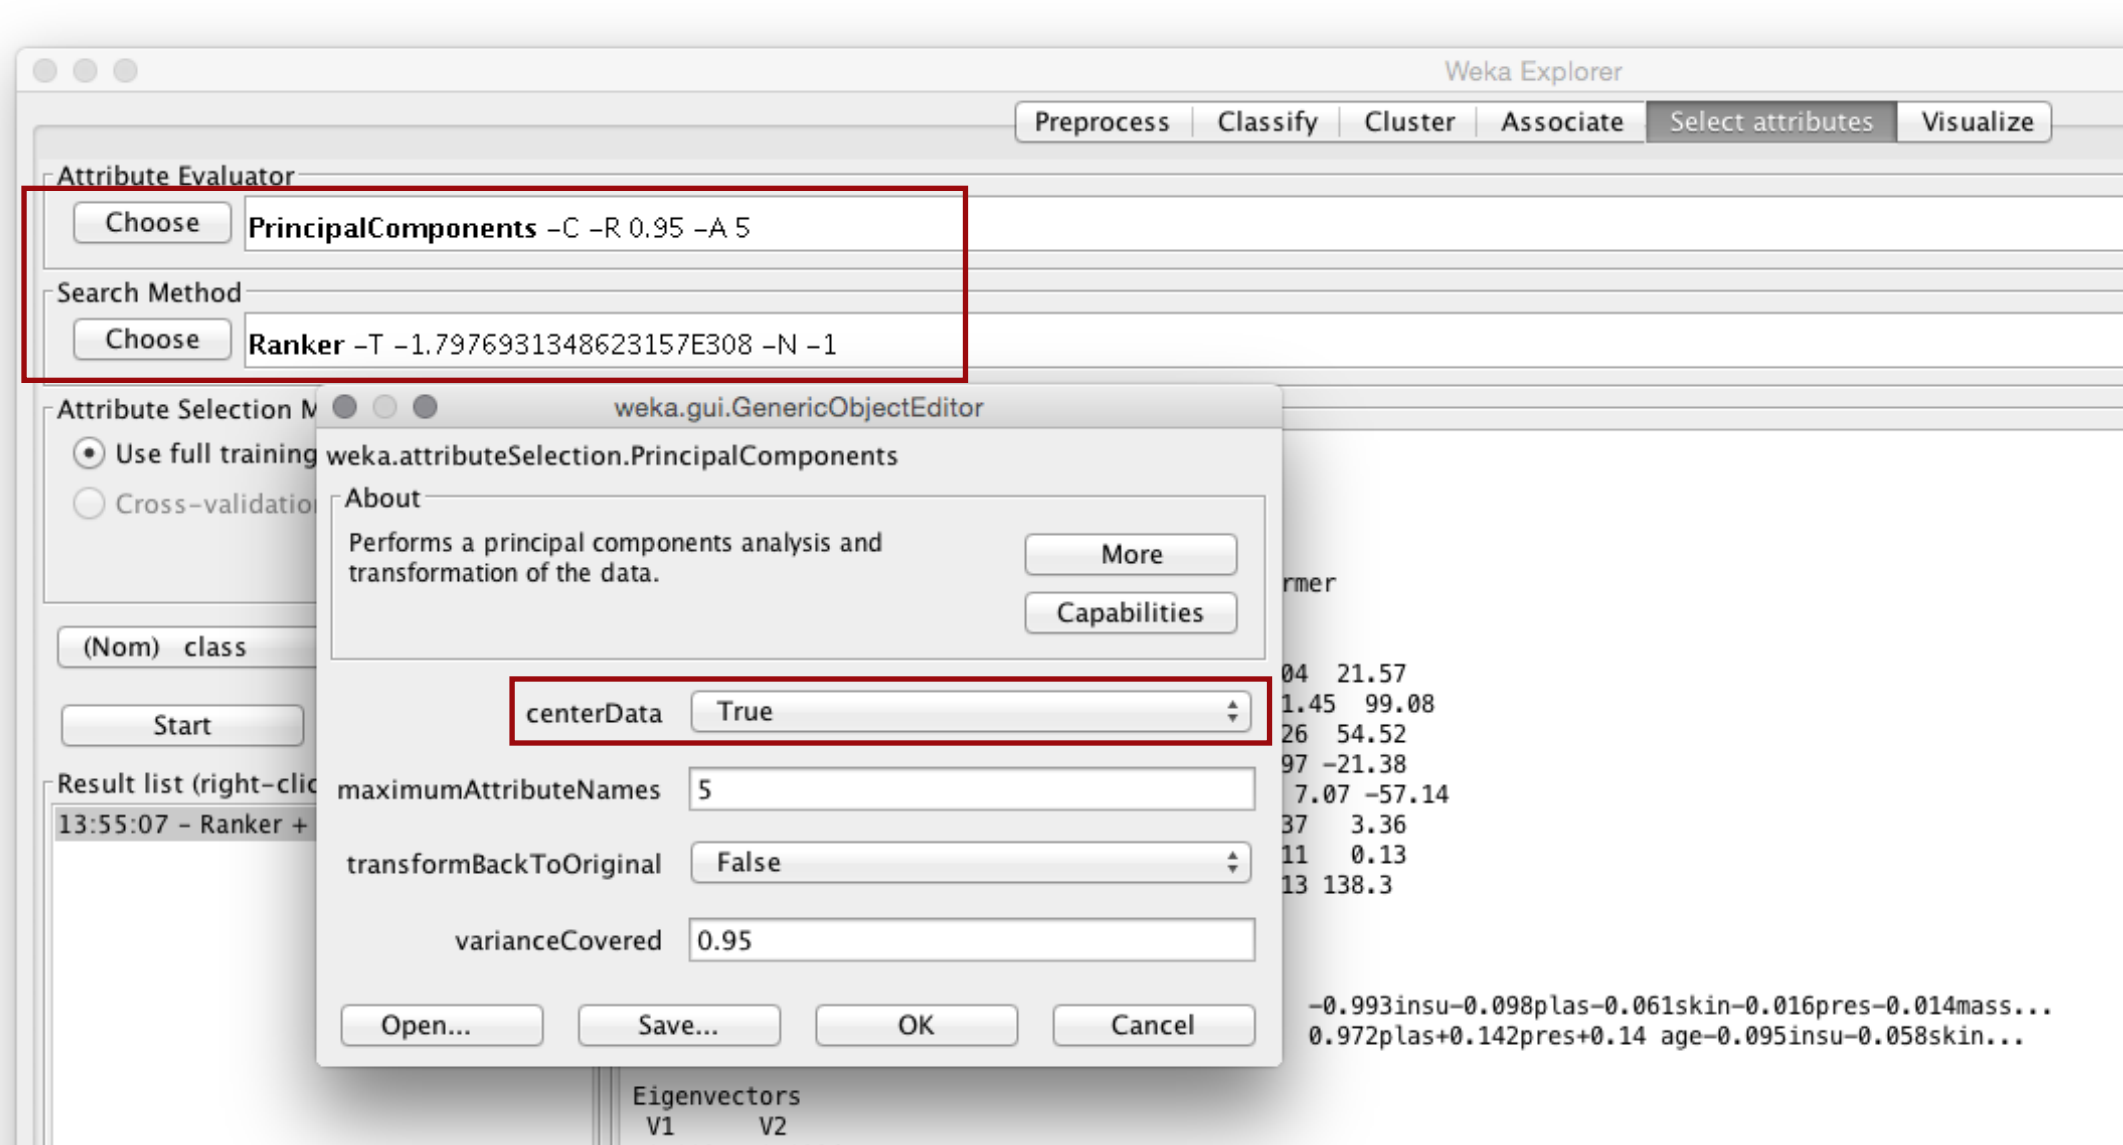 Weka Explorer
Preprocess Classify Cluster Associate Select attributes Visualize
Attribute Evaluator
Choose PrincipalComponents -C -R 0.95 -A 5
Search Method
Choose Ranker -T -1.7976931348623157E308 -N -1
Attribute Selection M
Use full training
Cross-validation
(Nom) class
Start
Result list (right-clic
13:55:07 - Ranker +
weka.gui.GenericObjectEditor
weka.attributeSelection.PrincipalComponents
About
Performs a principal components analysis and
transformation of the data.
More
Capabilities
centerData True
maximumAttributeNames 5
transformBackToOriginal False
varianceCovered 0.95
Open... Save... OK Cancel
rmer
04 21.57
1.45 99.08
26 54.52
97 -21.38
7.07 -57.14
37 3.36
11 0.13
13 138.3
-0.993insu-0.098plas-0.061skin-0.016pres-0.014mass...
0.972plas+0.142pres+0.14 age-0.095insu-0.058skin...
Eigenvectors
V1 V2